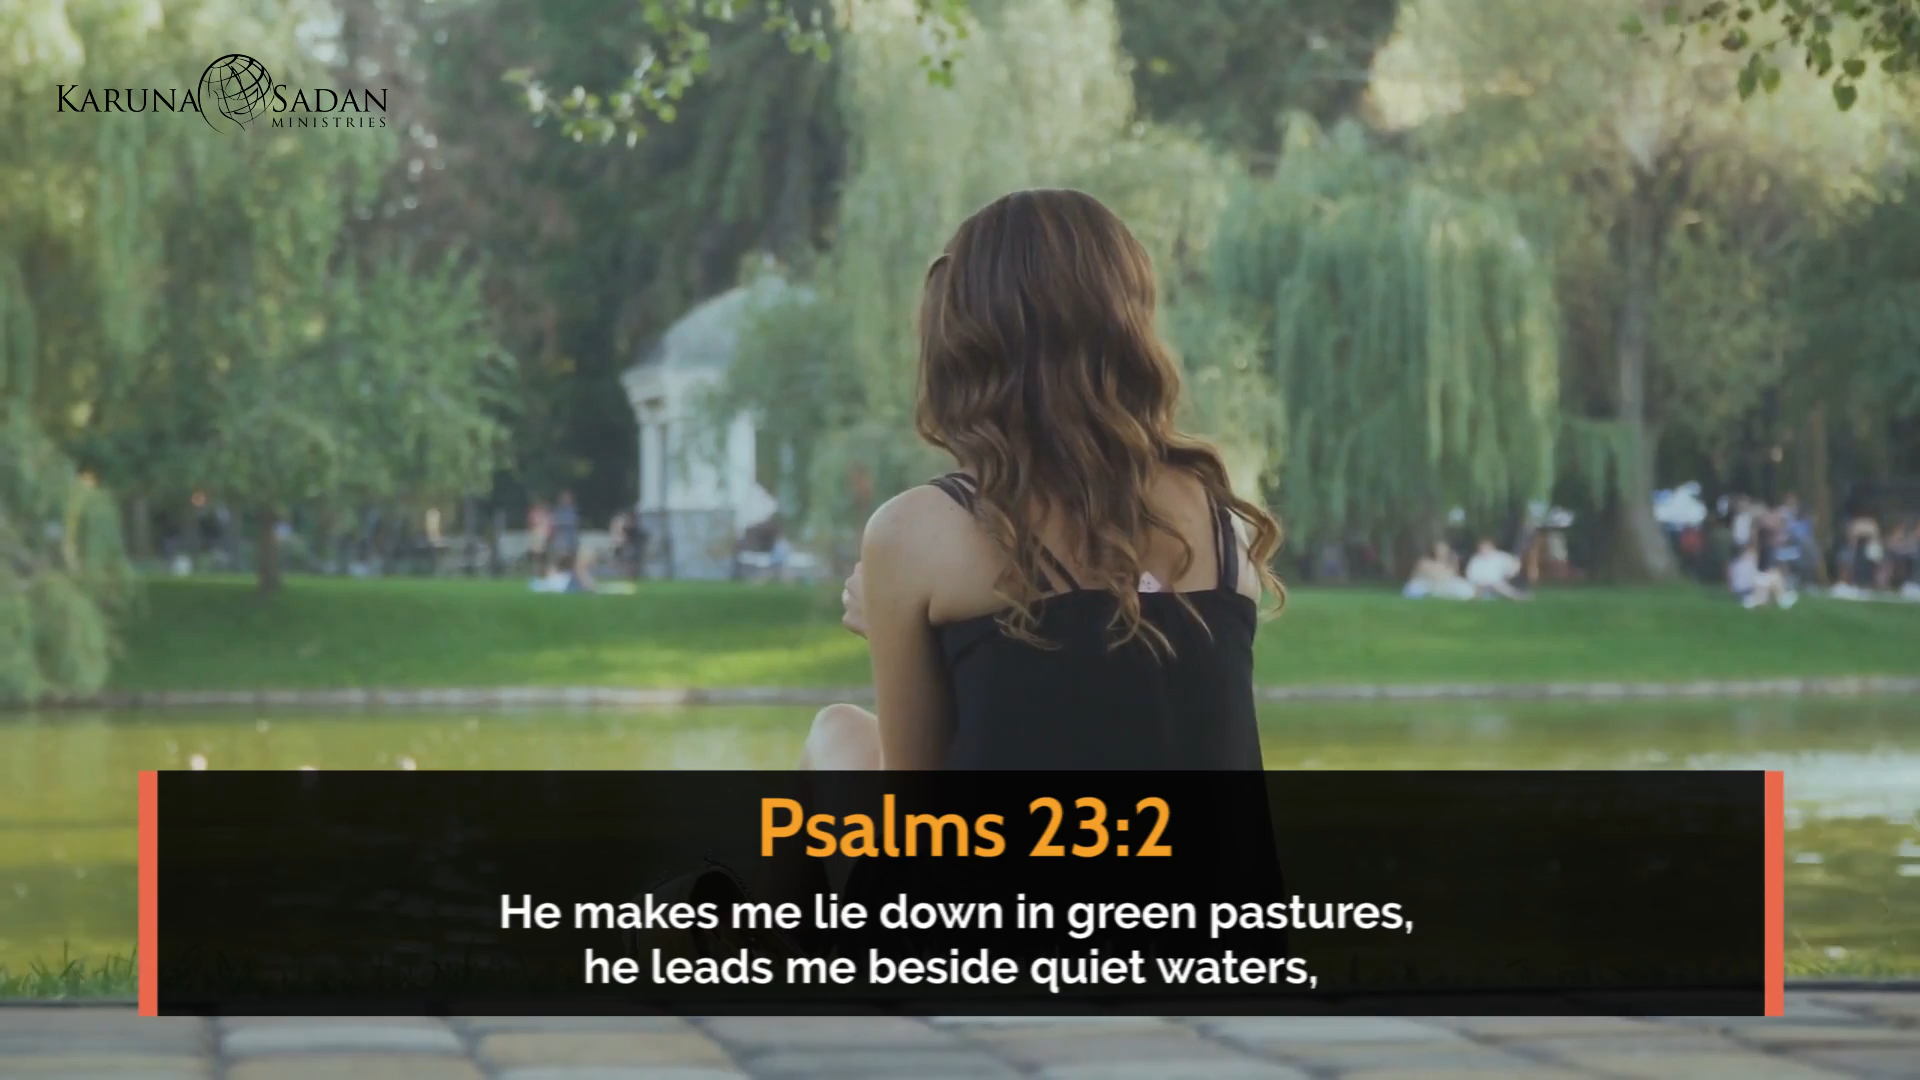 KARUNA SADAN
MINISTRIES
Psalms 23:2
He makes me lie down in green pastures,
he leads me beside quiet waters,